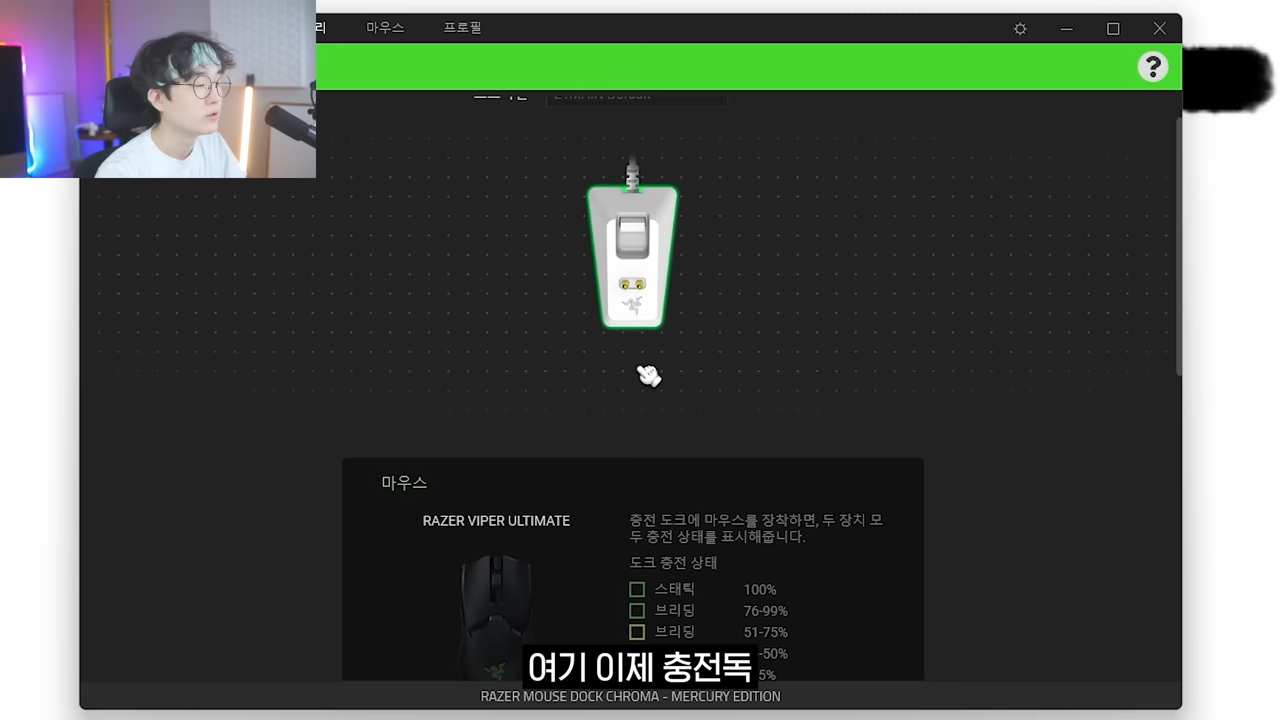 리 마우스 프로필
?
마우스
RAZER VIPER ULTIMATE
충전 도크에 마우스를 장착하면, 두 장치 모
두 충전 상태를 표시해줍니다.
도크 충전 상태
스태틱 100%
브리딩 76-99%
브리딩 51-75%
-50%
5%
여기 이제 충전독
RAZER MOUSE DOCK CHROMA - MERCURY EDITION